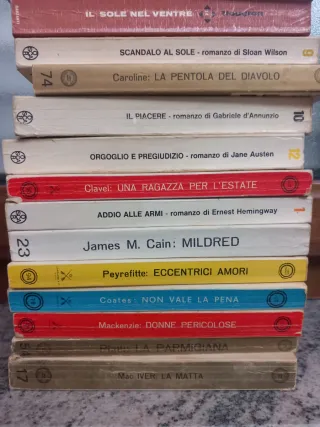 IL SOLE NEL VENTRE
SCANDALO AL SOLE - romanzo di Sloan Wilson 9
74 Caroline: LA PENTOLA DEL DIAVOLO
IL PIACERE - romanzo di Gabriele d'Annunzio 10
ORGOGLIO E PREGIUDIZIO - romanzo di Jane Austen 12
Clavel: UNA RAGAZZA PER L'ESTATE
ADDIO ALLE ARMI - romanzo di Ernest Hemingway 1
23 James M. Cain: MILDRED
Peyrefitte: ECCENTRICI AMORI
Coates: NON VALE LA PENA
Mackenzie: DONNE PERICOLOSE
LA PARMIGIANA
17 Mac IVER: LA MATTA